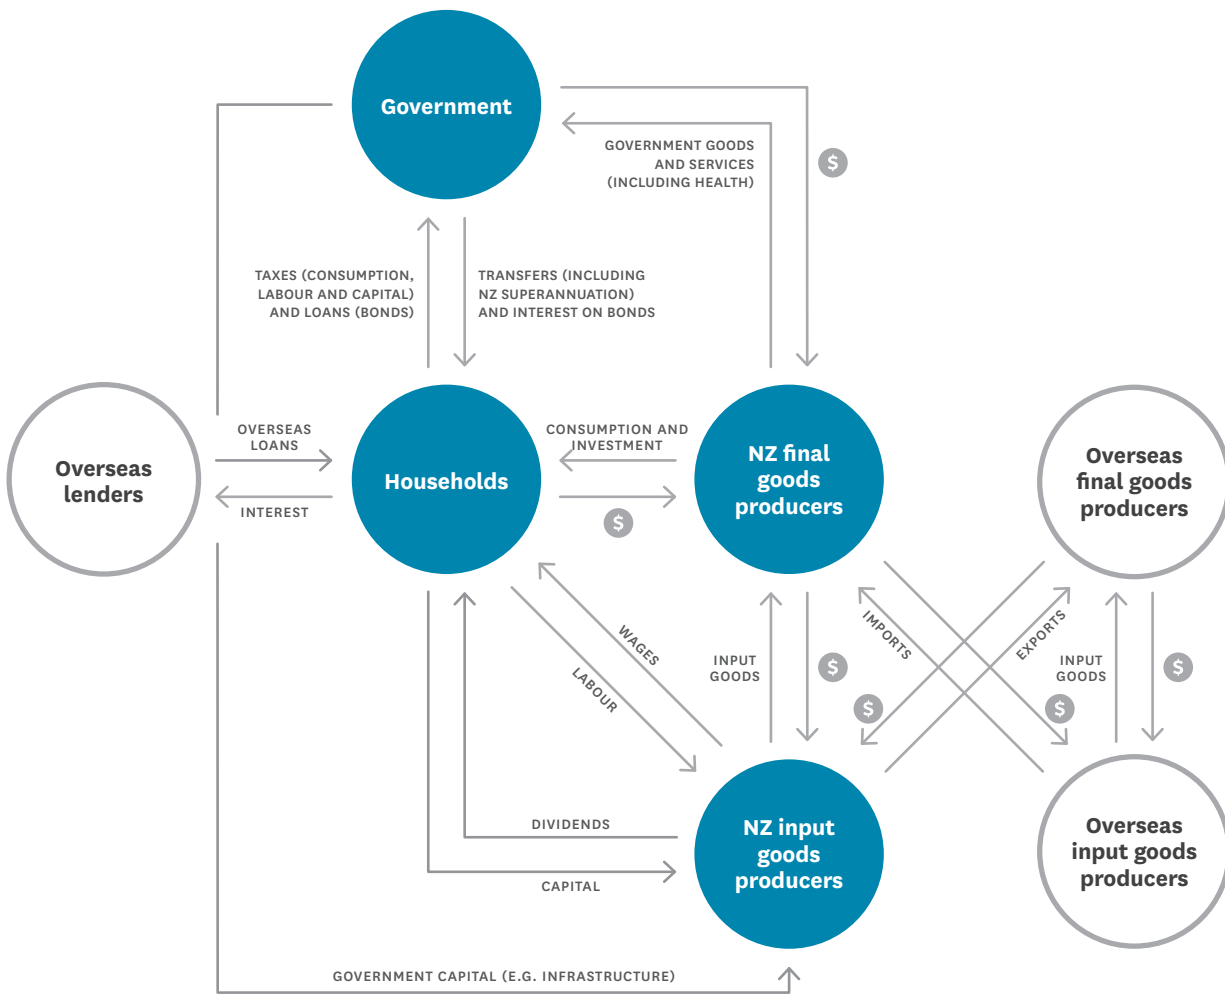 Government
GOVERNMENT GOODS
AND SERVICES
(INCLUDING HEALTH)
$
TAXES (CONSUMPTION,
LABOUR AND CAPITAL)
AND LOANS (BONDS)
TRANSFERS (INCLUDING
NZ SUPERANNUATION)
AND INTEREST ON BONDS
Overseas
lenders
OVERSEAS
LOANS
INTEREST
Households
CONSUMPTION AND
INVESTMENT
$
NZ final
goods
producers
Overseas
final goods
producers
WAGES
LABOUR
INPUT
GOODS
$
IMPORTS
$
EXPORTS
$
INPUT
GOODS
$
DIVIDENDS
CAPITAL
NZ input
goods
producers
Overseas
input goods
producers
GOVERNMENT CAPITAL (E.G. INFRASTRUCTURE)